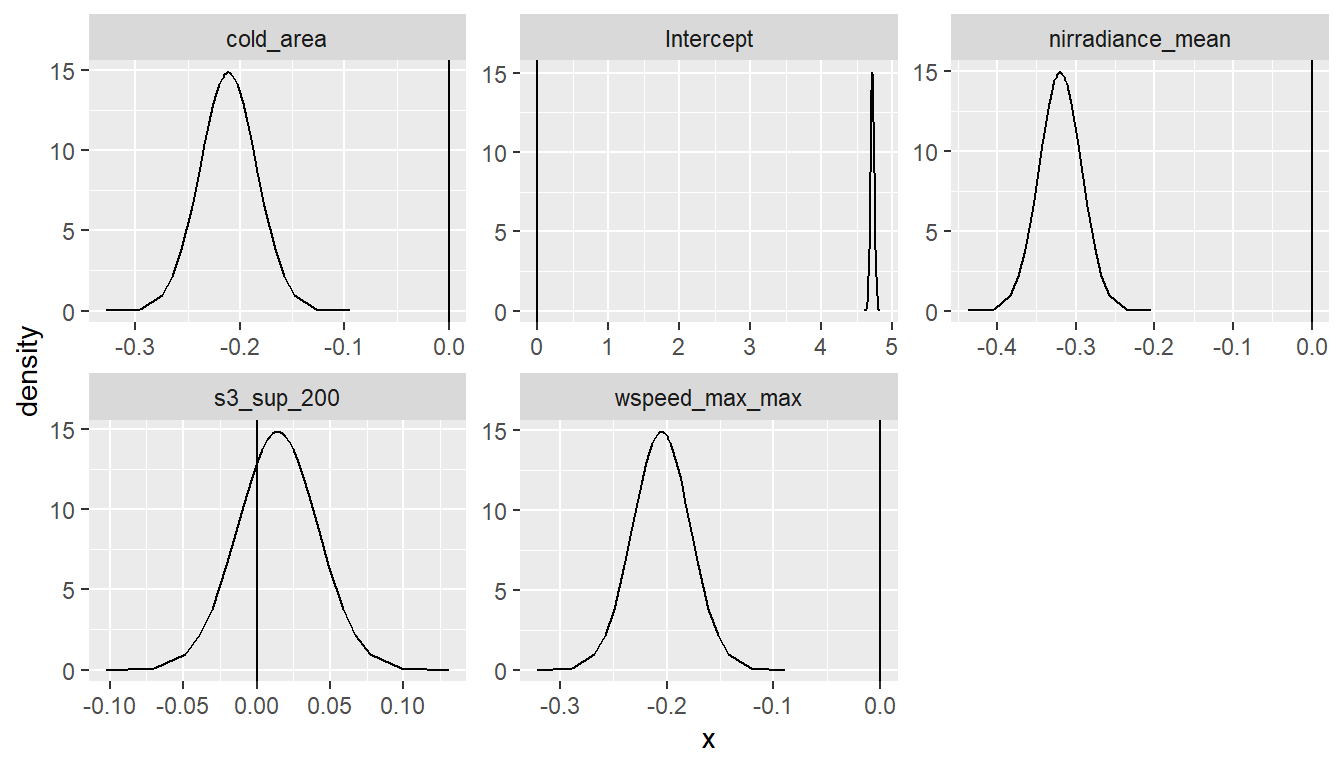 cold_area Intercept nirradiance_mean
15 15 15
10 10 10
5 5 5
0 0 0
-0.3 -0.2 -0.1 0.0 0 1 2 3 4 5 -0.4 -0.3 -0.2 -0.1 0.0
density
s3_sup_200 wspeed_max_max
15 15
10 10
5 5
0 0
-0.10 -0.05 0.00 0.05 0.10 -0.3 -0.2 -0.1 0.0
x